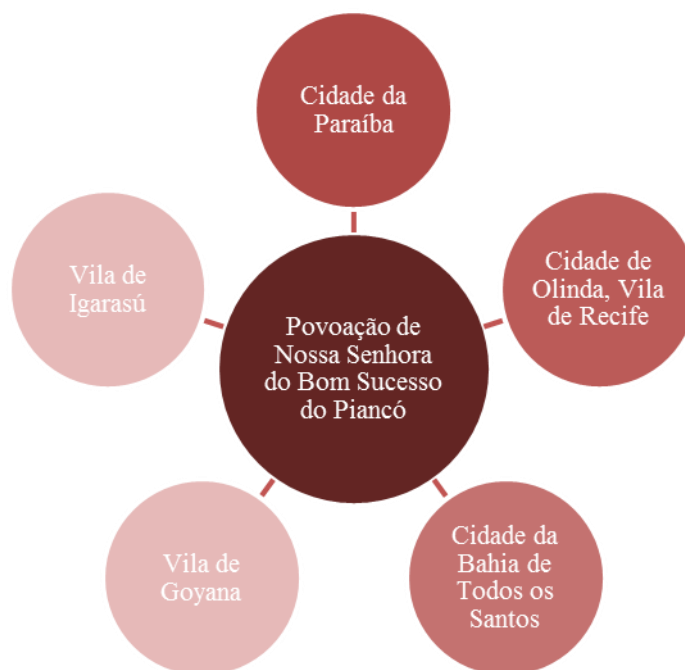 Cidade da
Paraíba
Cidade de
Olinda, Vila
de Recife
Cidade da
Bahia de
Todos os
Santos
Vila de
Goyana
Vila de
Igarasú
Povoação de
Nossa Senhora
do Bom Sucesso
do Piancó